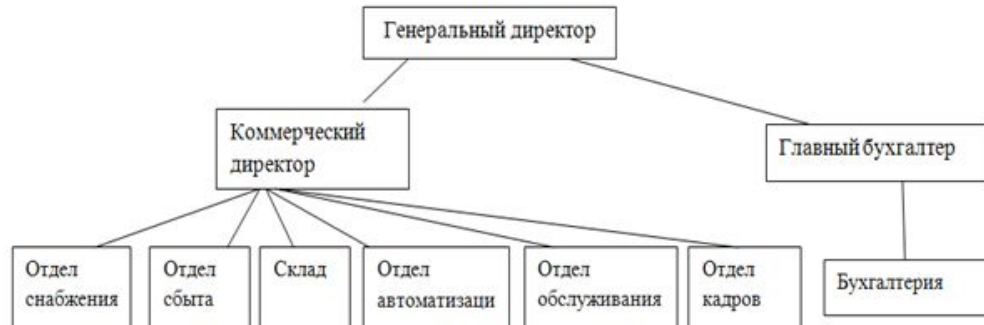 Генеральный директор
Коммерческий
директор
Главный бухгалтер
Отдел
снабжения
Отдел
сбыта
Склад
Отдел
автоматизаци
Отдел
обслуживания
Отдел
кадров
Бухгалтерия